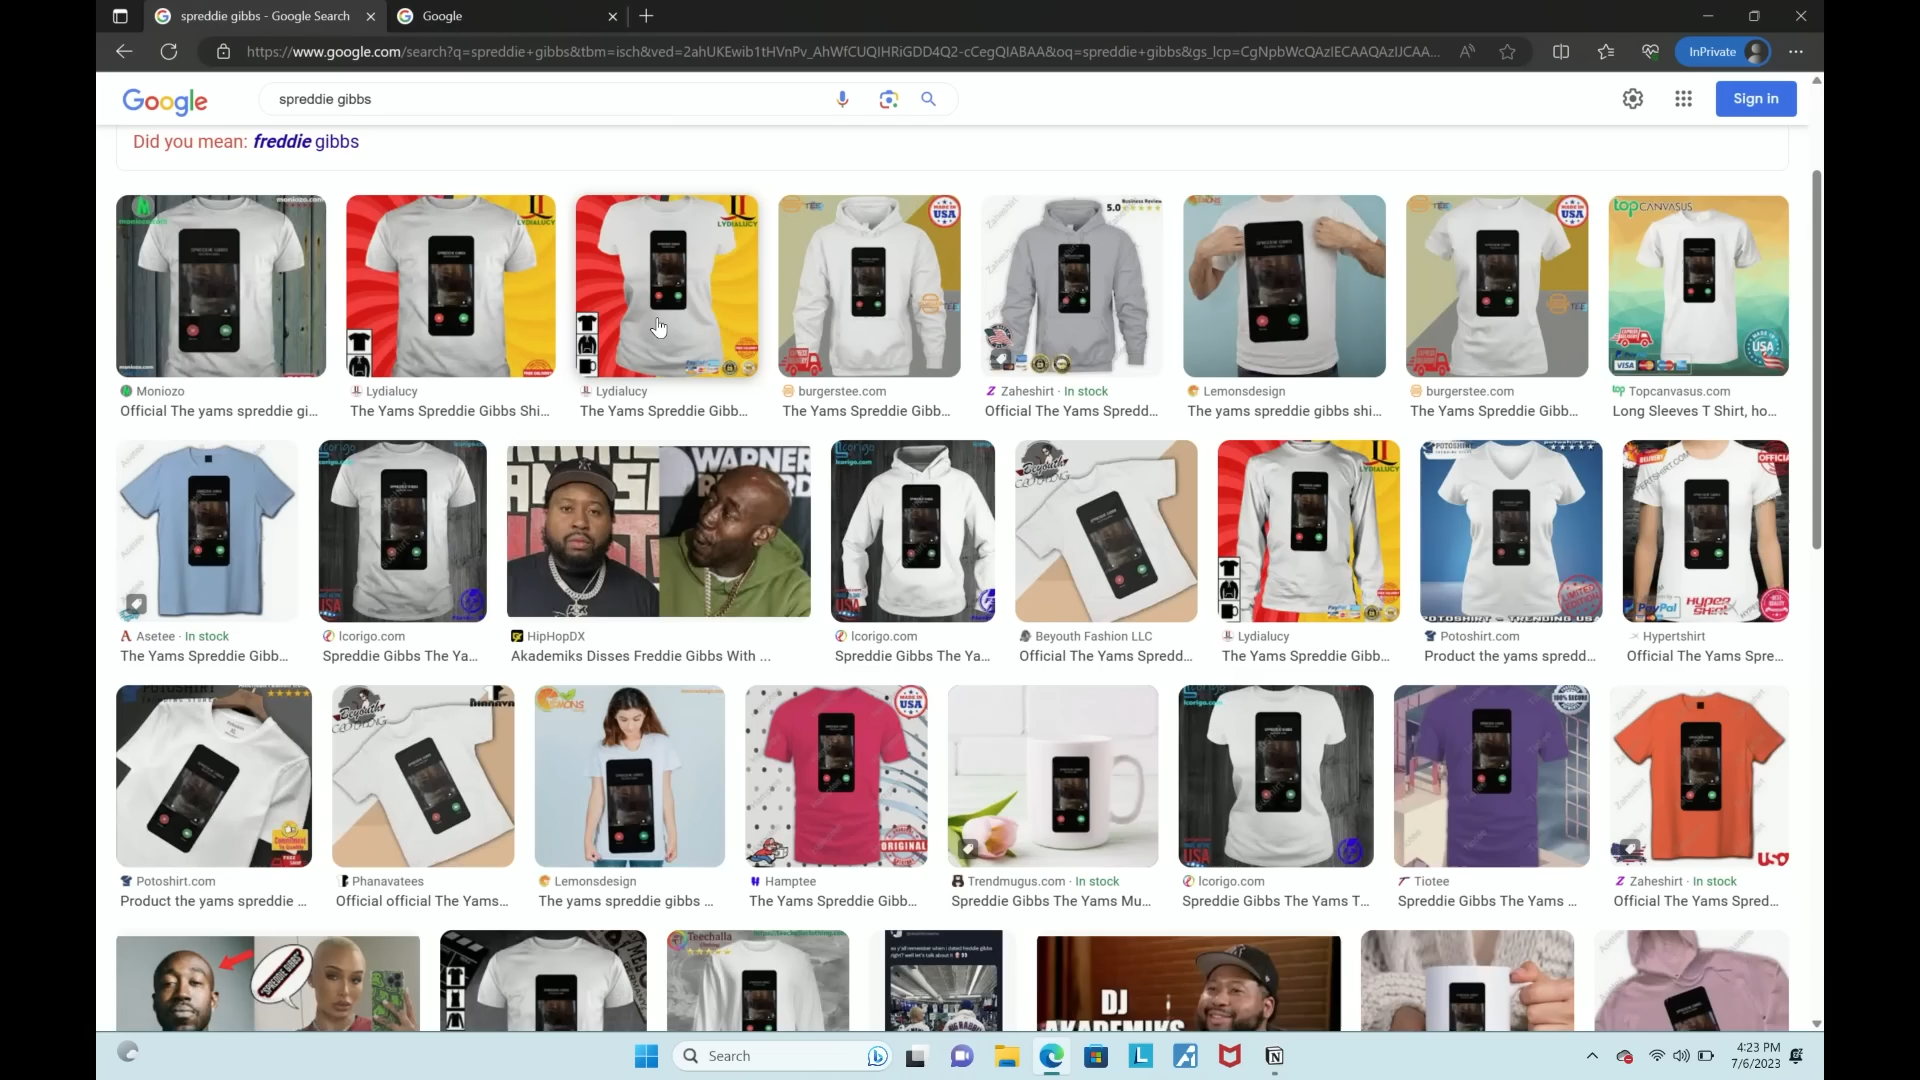 spreddie gibbs - Google Search
Google
https://www.google.com/search?q=spreddie+gibbs&tbm=isch&ved=2ahUKEwib1tHVnPv_AhWfCUQIHRiGDD4Q2-cCegQIABAA&oq=spreddie+gibbs&gs_lcp=CgNpbWcQAzIECAAQAzIJCAA...
InPrivate
Google
spreddie gibbs
Sign in
Did you mean: freddie gibbs
Moniozo
Lydialucy
Lydialucy
burgerstee.com
Zaheshirt · In stock
Lemonsdesign
burgerstee.com
Topcanvasus.com
Official The yams spreddie gi...
The Yams Spreddie Gibbs Shi...
The Yams Spreddie Gibb...
The Yams Spreddie Gibb...
Official The Yams Spredd...
The yams spreddie gibbs shi...
The Yams Spreddie Gibb...
Long Sleeves T Shirt, ho...
Asetee · In stock
Icorigo.com
HipHopDX
Icorigo.com
Beyouth Fashion LLC
Lydialucy
Potoshirt.com
Hypertshirt
The Yams Spreddie Gibb...
Spreddie Gibbs The Ya...
Akademiks Disses Freddie Gibbs With ...
Spreddie Gibbs The Ya...
Official The Yams Spredd...
The Yams Spreddie Gibb...
Product the yams spredd...
Official The Yams Spre...
Potoshirt.com
Phanavatees
Lemonsdesign
Hamptee
Trendmugus.com · In stock
Icorigo.com
Tiotee
Zaheshirt · In stock
Product the yams spreddie ...
Official official The Yams...
The yams spreddie gibbs ...
The Yams Spreddie Gibb...
Spreddie Gibbs The Yams Mu...
Spreddie Gibbs The Yams T...
Spreddie Gibbs The Yams ...
Official The Yams Spred...
"SPREDDIE GIBBS"
Teechalla
DJ
AKADEMIKS
Search
4:23 PM
7/6/2023